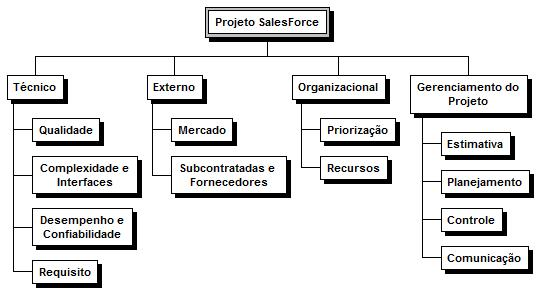 Projeto SalesForce
Técnico
Externo
Organizacional
Gerenciamento do
Projeto
Qualidade
Complexidade e
Interfaces
Desempenho e
Confiabilidade
Requisito
Mercado
Subcontratadas e
Fornecedores
Priorização
Recursos
Estimativa
Planejamento
Controle
Comunicação